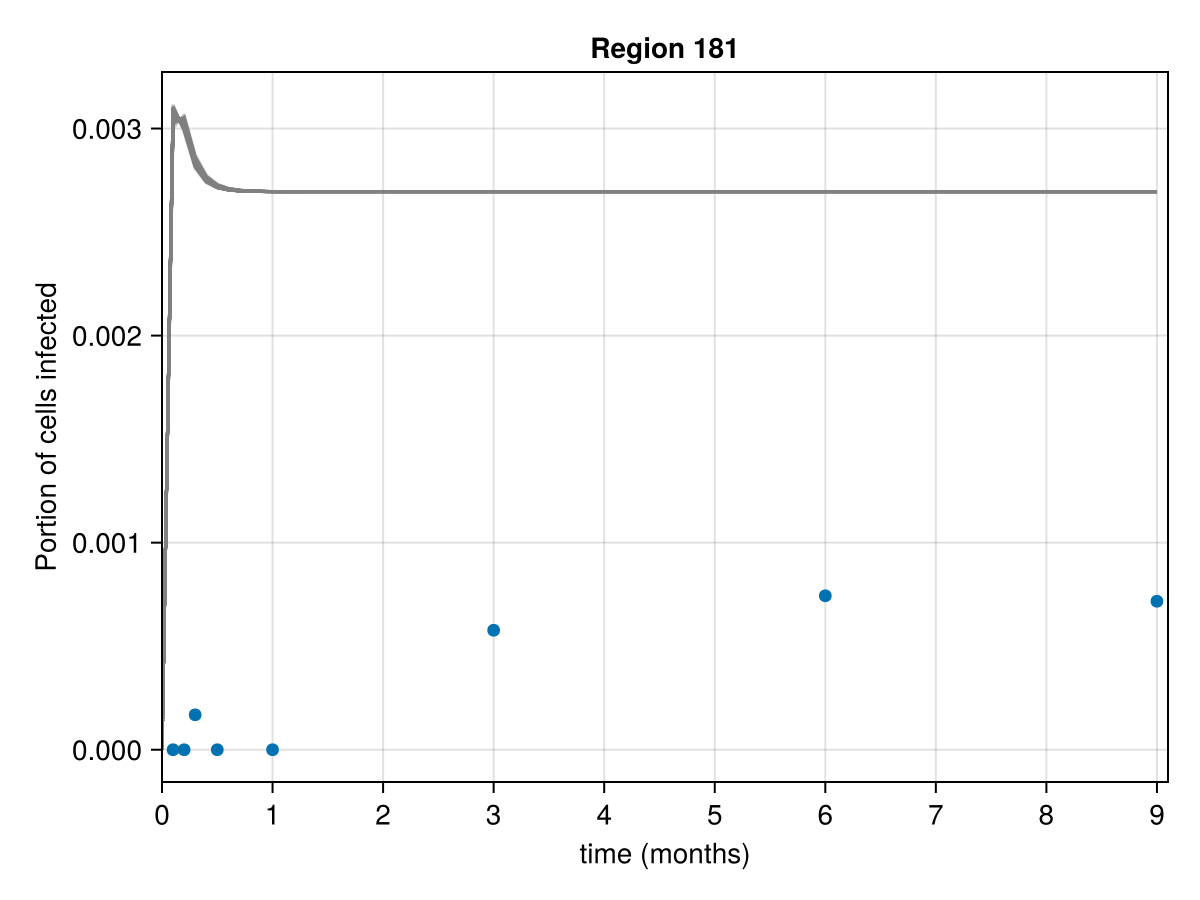 Region 181
Portion of cells infected
0.003
0.002
0.001
0.000
0 1 2 3 4 5 6 7 8 9
time (months)